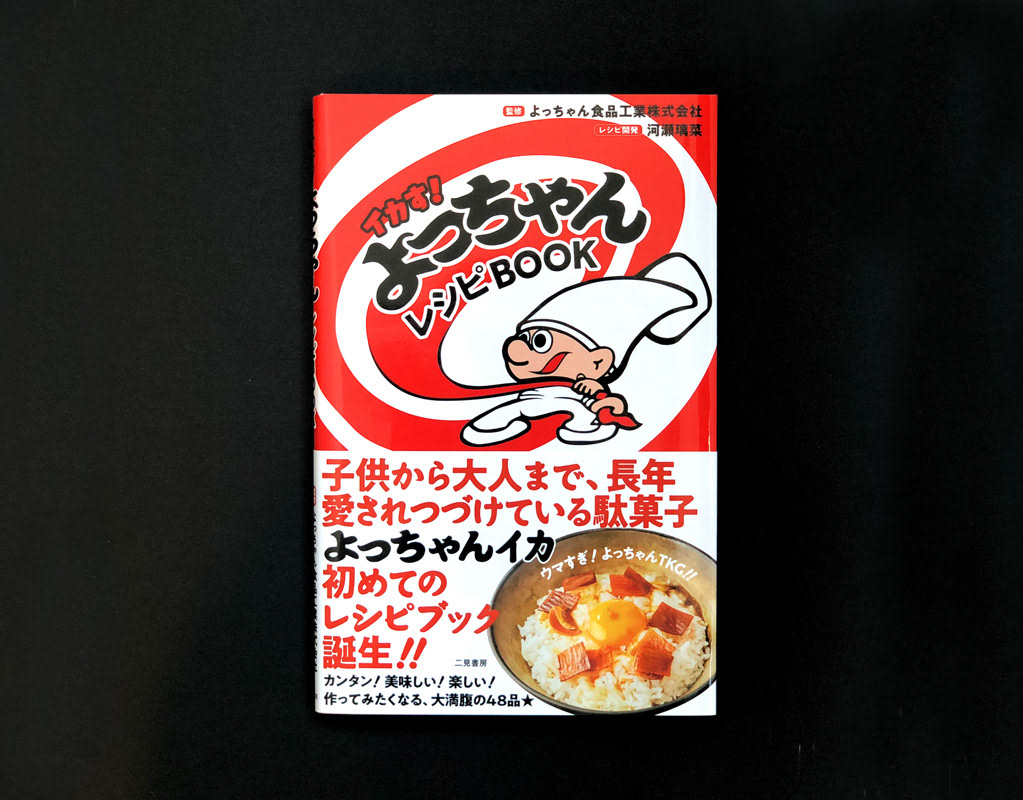 監修 よっちゃん食品工業株式会社
レシピ開発 河瀬璃菜
イカす!
よっちゃん
レシピBOOK
子供から大人まで、長年
愛されつづけている駄菓子
よっちゃんイカ
初めての
レシピブック
誕生!!
ウマすぎ!よっちゃんTKG!!
二見書房
カンタン!美味しい!楽しい!
作ってみたくなる、大満腹の48品★